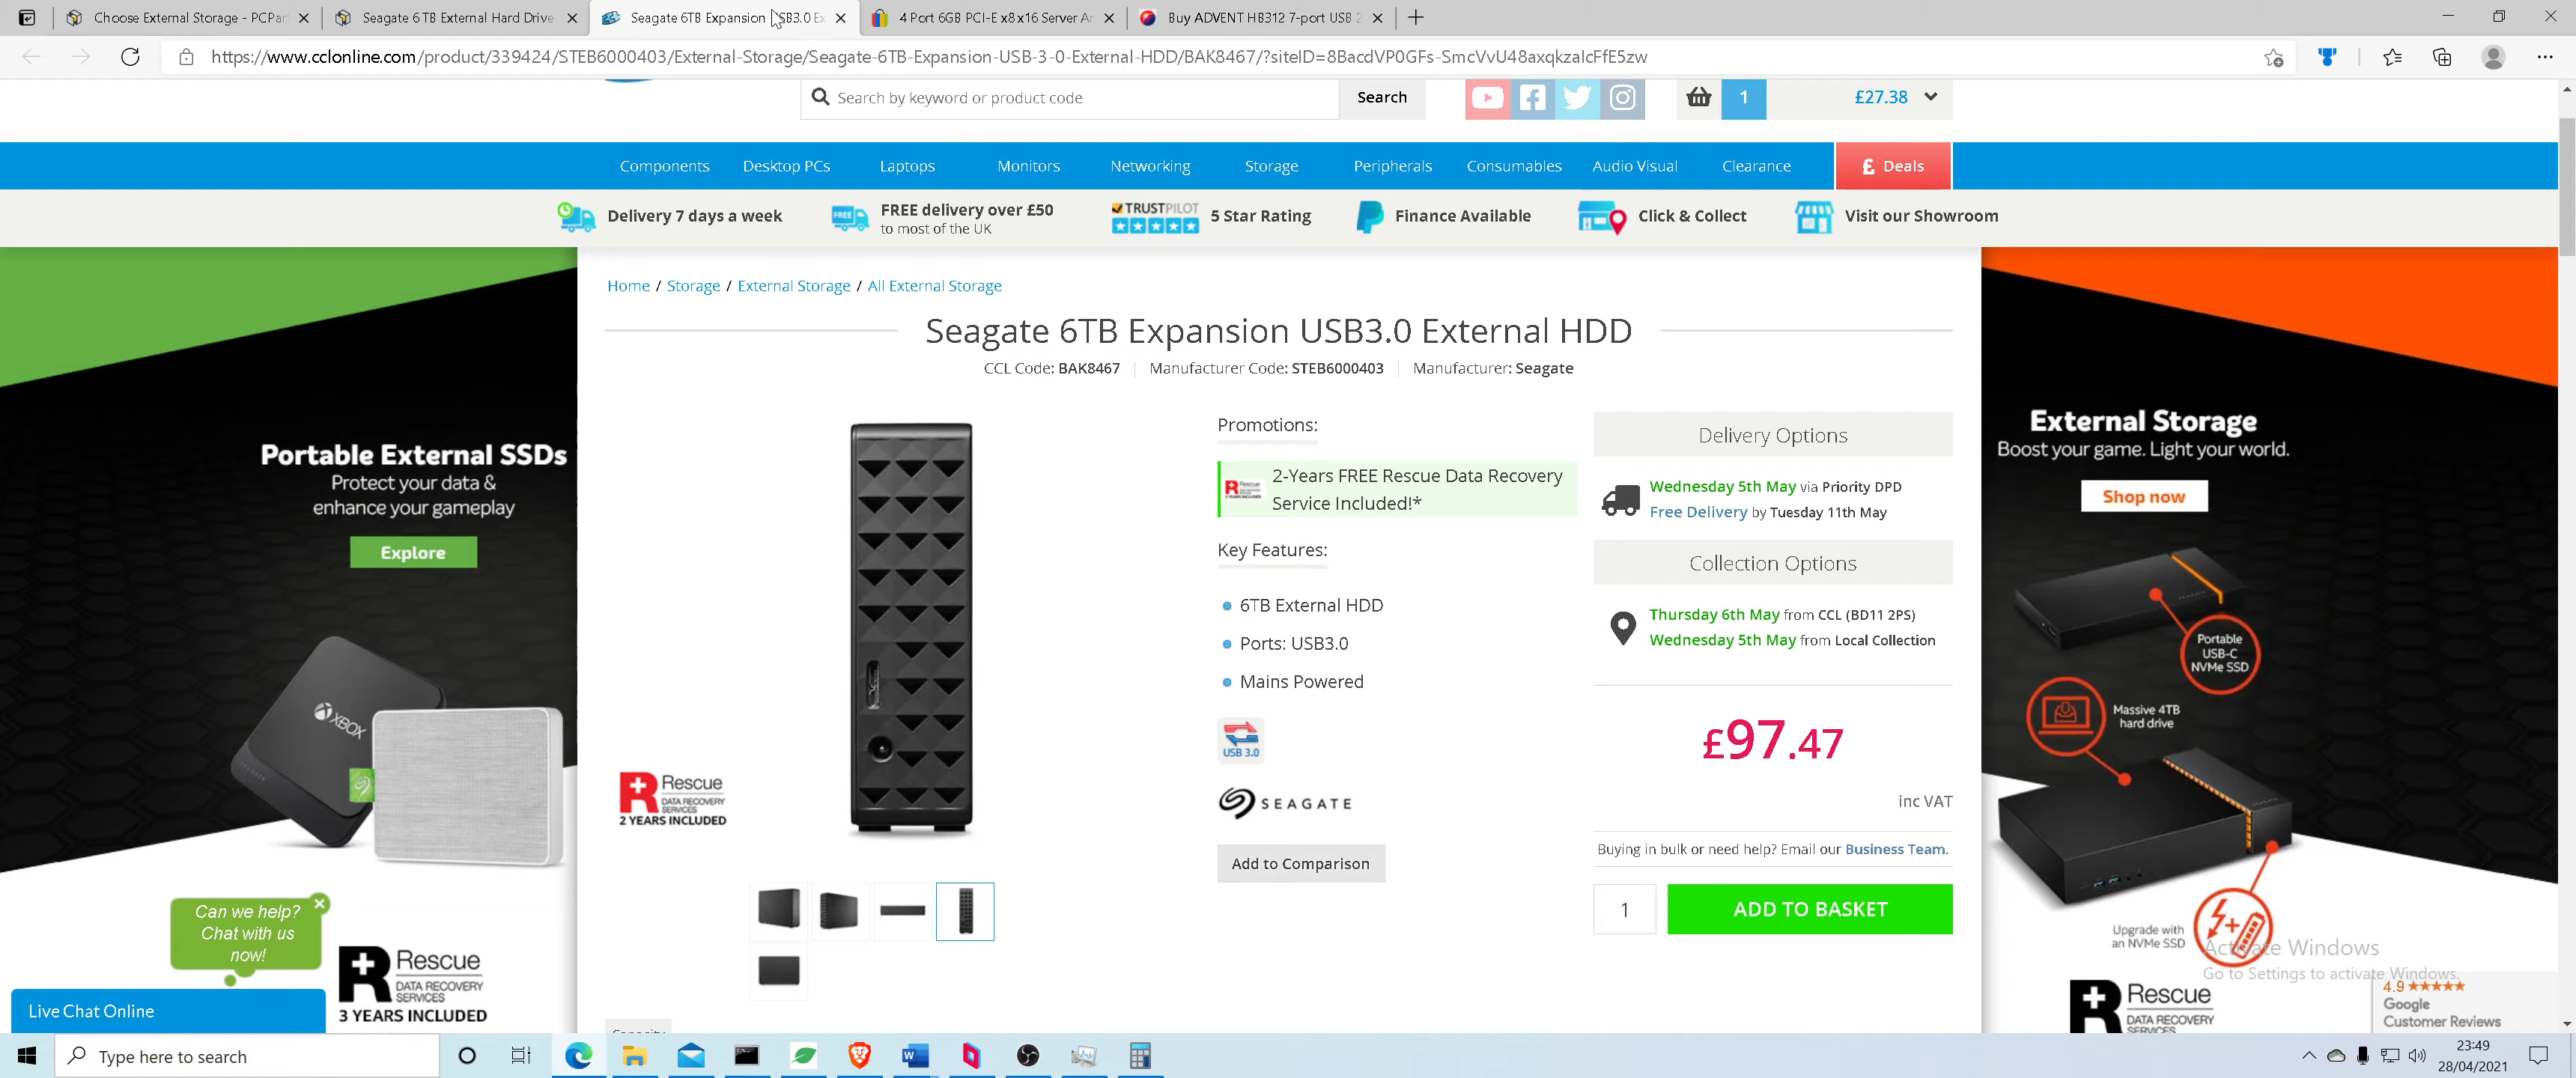 Choose External Storage - PCPar
Seagate 6 TB External Hard Drive
Seagate 6TB Expansion USB3.0 Ex
4 Port 6GB PCI-E x8 x16 Server Ar
Buy ADVENT HB312 7-port USB 2
https://www.cclonline.com/product/339424/STEB6000403/External-Storage/Seagate-6TB-Expansion-USB-3-0-External-HDD/BAK8467/?siteID=8BacdVP0GFs-SmcVvU48axqkzaIcFfE5zw
Search by keyword or product code
Search
1
£27.38
Components Desktop PCs Laptops Monitors Networking Storage Peripherals Consumables Audio Visual Clearance £ Deals
Delivery 7 days a week
FREE
FREE delivery over £50
to most of the UK
TRUSTPILOT
5 Star Rating
Finance Available
Click & Collect
Visit our Showroom
Home / Storage / External Storage / All External Storage
Seagate 6TB Expansion USB3.0 External HDD
CCL Code: BAK8467 | Manufacturer Code: STEB6000403 | Manufacturer: Seagate
Portable External SSDs
Protect your data &
enhance your gameplay
Explore
XBOX
SEAGATE
Rescue
DATA RECOVERY
SERVICES
2 YEARS INCLUDED
Promotions:
2-Years FREE Rescue Data Recovery
Service Included!*
Key Features:
6TB External HDD
Ports: USB3.0
Mains Powered
USB 3.0
SEAGATE
Add to Comparison
Delivery Options
Wednesday 5th May via Priority DPD
Free Delivery by Tuesday 11th May
Collection Options
Thursday 6th May from CCL (BD11 2PS)
Wednesday 5th May from Local Collection
£97.47
inc VAT
Buying in bulk or need help? Email our Business Team.
1
ADD TO BASKET
External Storage
Boost your game. Light your world.
Shop now
Portable
USB-C
NVMe SSD
Massive 4TB
hard drive
Upgrade with
an NVMe SSD
Activate Windows
Go to Settings to activate Windows.
Can we help?
Chat with us
now!
Rescue
DATA RECOVERY
SERVICES
3 YEARS INCLUDED
Live Chat Online
Rescue
DATA RECOVERY
SERVICES
4.9
Google
Customer Reviews
Capacity
Type here to search
23:49
28/04/2021